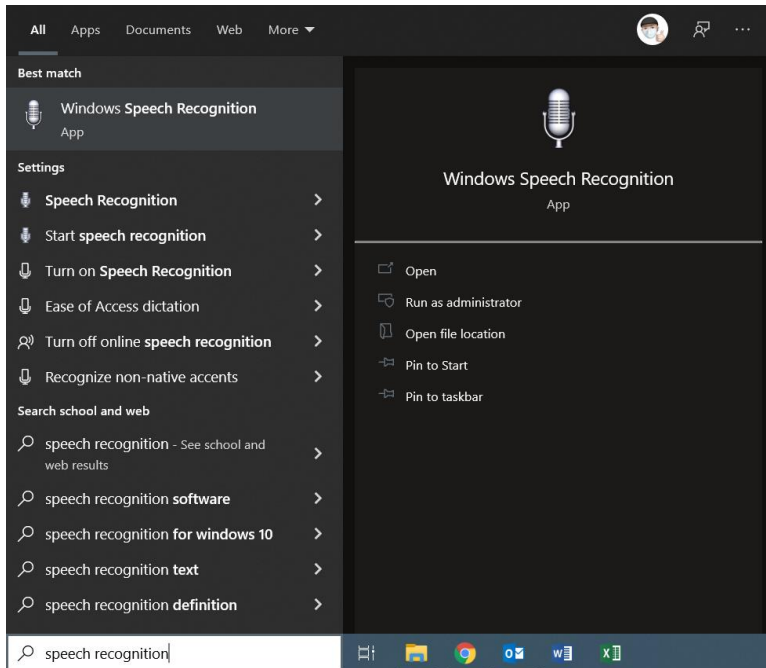 All Apps Documents Web More
Best match
Windows Speech Recognition
App
Settings
Speech Recognition
Start speech recognition
Turn on Speech Recognition
Ease of Access dictation
Turn off online speech recognition
Recognize non-native accents
Search school and web
speech recognition - See school and
web results
speech recognition software
speech recognition for windows 10
speech recognition text
speech recognition definition
speech recognition
Windows Speech Recognition
App
Open
Run as administrator
Open file location
Pin to Start
Pin to taskbar